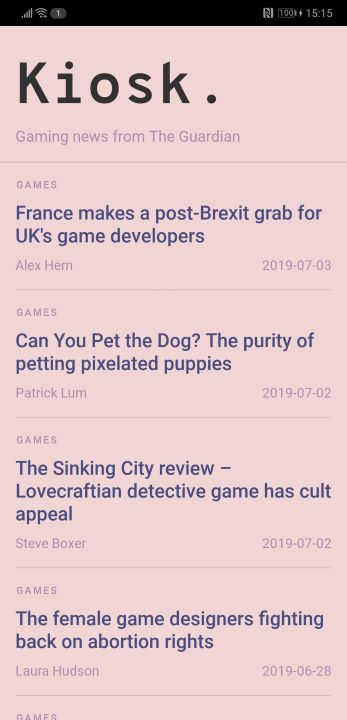 1 100 15:15
Kiosk.
Gaming news from The Guardian
GAMES
France makes a post-Brexit grab for
UK's game developers
Alex Hern 2019-07-03
GAMES
Can You Pet the Dog? The purity of
petting pixelated puppies
Patrick Lum 2019-07-02
GAMES
The Sinking City review –
Lovecraftian detective game has cult
appeal
Steve Boxer 2019-07-02
GAMES
The female game designers fighting
back on abortion rights
Laura Hudson 2019-06-28
GAMES